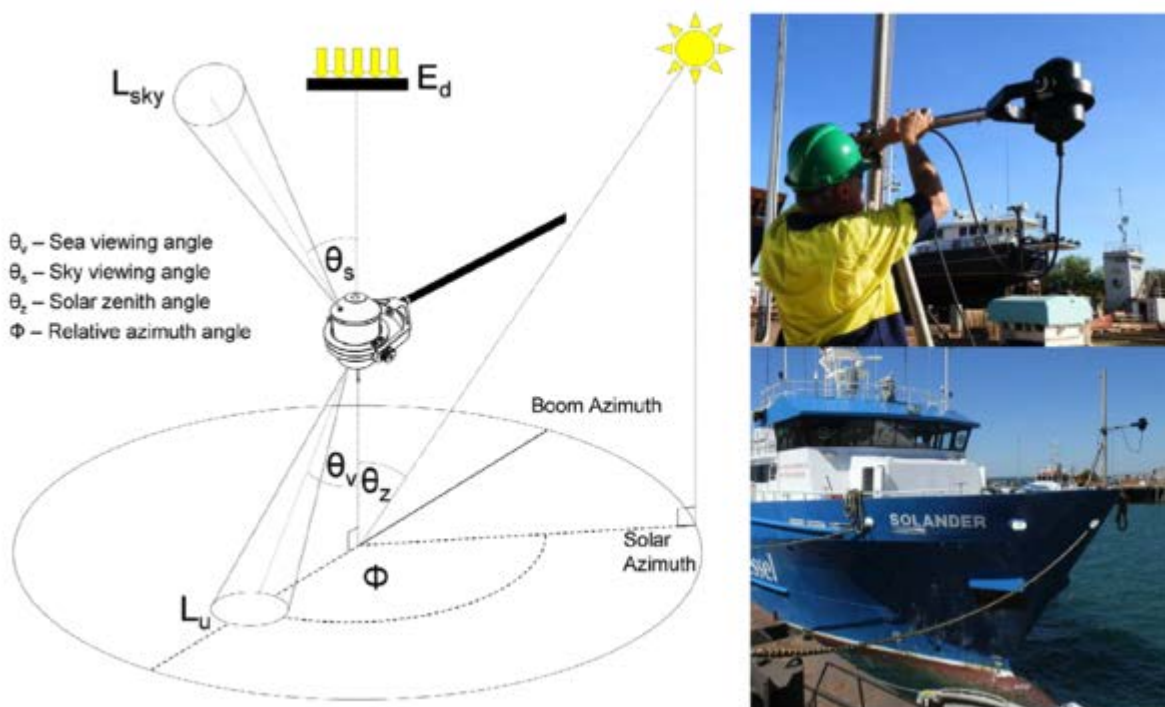 L_sky
E_d
θ_v – Sea viewing angle
θ_s – Sky viewing angle
θ_z – Solar zenith angle
Φ – Relative azimuth angle
θ_s
Boom Azimuth
θ_v
θ_z
Solar
Azimuth
Φ
L_u
SOLANDER